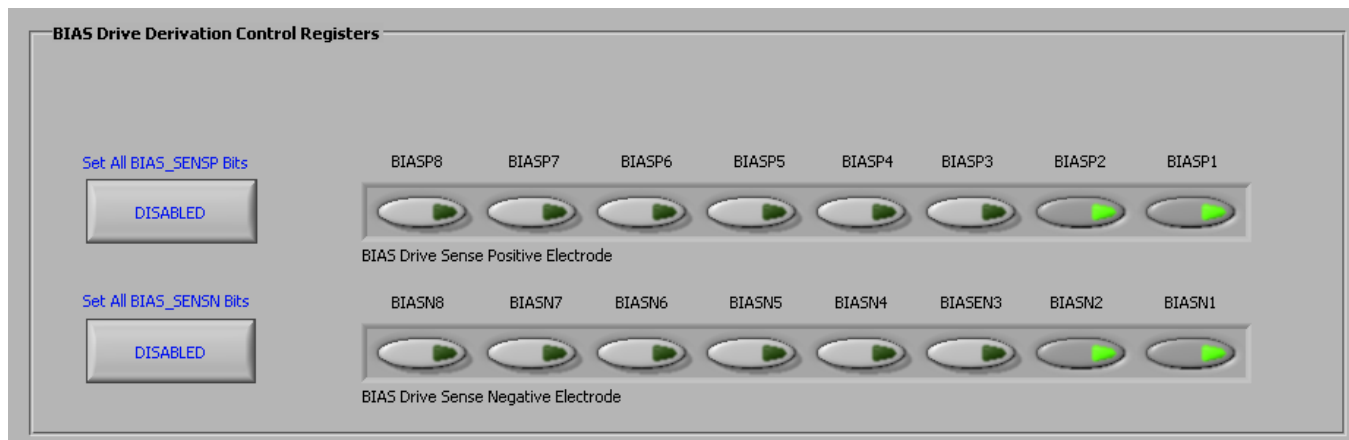 BIAS Drive Derivation Control Registers
Set All BIAS_SENSP Bits
DISABLED
BIASP8 BIASP7 BIASP6 BIASP5 BIASP4 BIASP3 BIASP2 BIASP1
BIAS Drive Sense Positive Electrode
Set All BIAS_SENSN Bits
DISABLED
BIASN8 BIASN7 BIASN6 BIASN5 BIASN4 BIASEN3 BIASN2 BIASN1
BIAS Drive Sense Negative Electrode